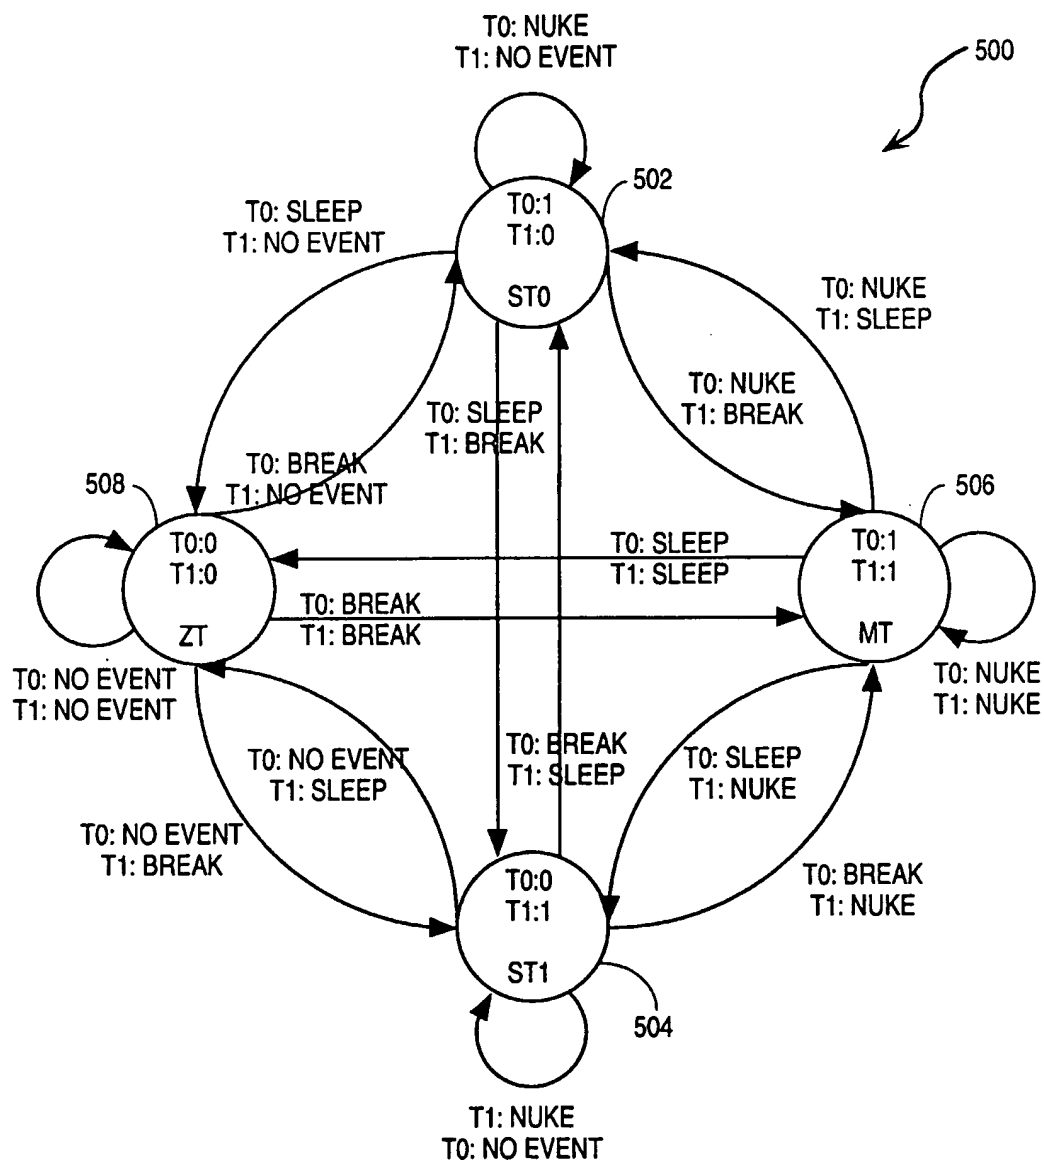 T0: NUKE
T1: NO EVENT
500
502
T0:1
T1:0
ST0
T0: SLEEP
T1: NO EVENT
T0: NUKE
T1: SLEEP
T0: NUKE
T1: BREAK
T0: SLEEP
T1: BREAK
T0: BREAK
T1: NO EVENT
508
506
T0:0
T1:0
ZT
T0: SLEEP
T1: SLEEP
T0:1
T1:1
MT
T0: BREAK
T1: BREAK
T0: NO EVENT
T1: NO EVENT
T0: NUKE
T1: NUKE
T0: NO EVENT
T1: SLEEP
T0: BREAK
T1: SLEEP
T0: SLEEP
T1: NUKE
T0: NO EVENT
T1: BREAK
T0: BREAK
T1: NUKE
T0:0
T1:1
ST1
504
T1: NUKE
T0: NO EVENT